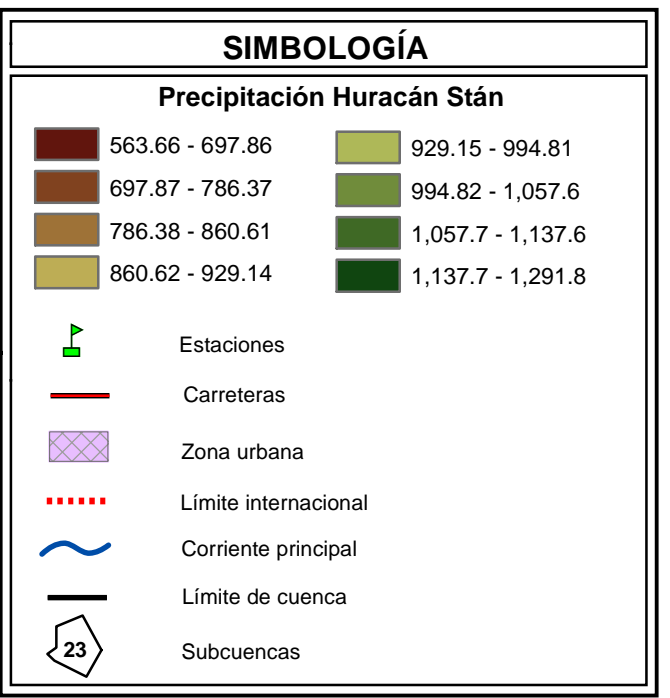 SIMBOLOGÍA
Precipitación Huracán Stán
563.66 - 697.86
697.87 - 786.37
786.38 - 860.61
860.62 - 929.14
929.15 - 994.81
994.82 - 1,057.6
1,057.7 - 1,137.6
1,137.7 - 1,291.8
Estaciones
Carreteras
Zona urbana
Límite internacional
Corriente principal
Límite de cuenca
23
Subcuencas